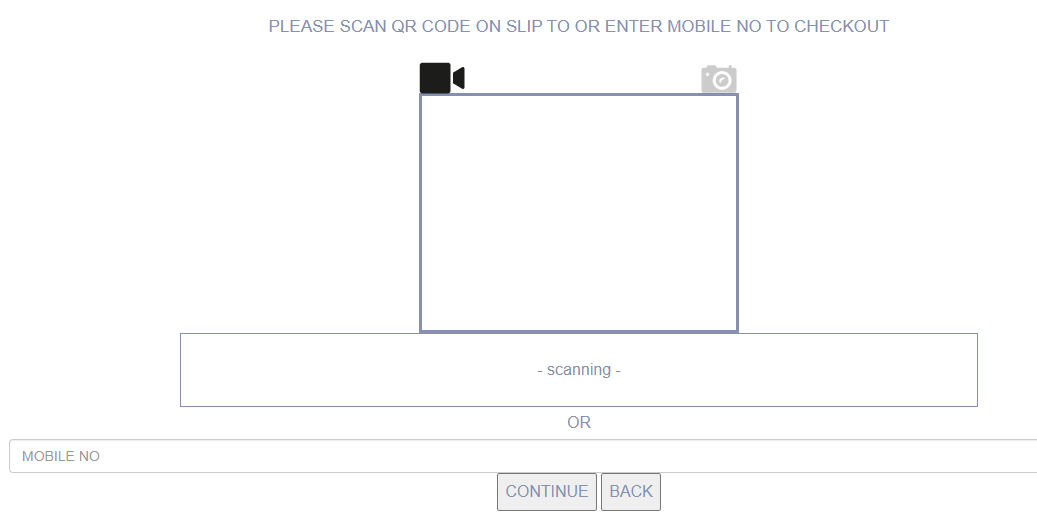 PLEASE SCAN QR CODE ON SLIP TO OR ENTER MOBILE NO TO CHECKOUT
- scanning -
OR
MOBILE NO
CONTINUE BACK